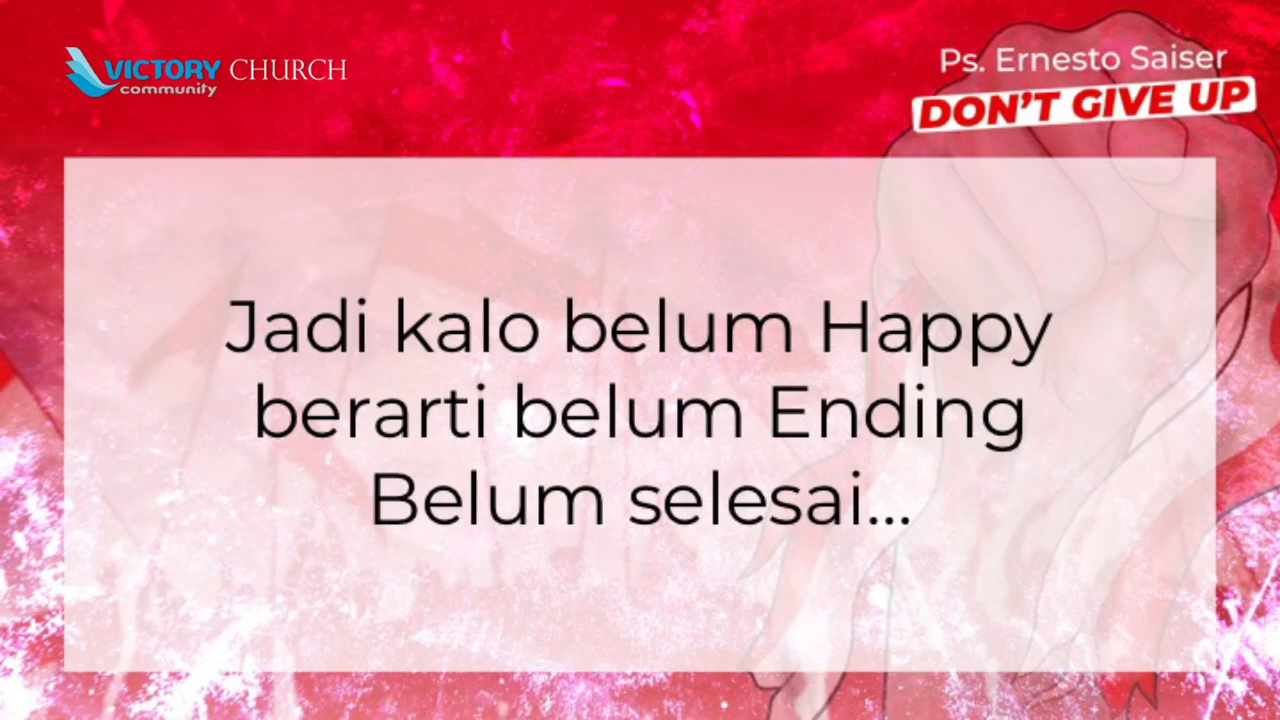 VICTORY CHURCH
community
Ps. Ernesto Saiser
DON'T GIVE UP
Jadi kalo belum Happy
berarti belum Ending
Belum selesai...